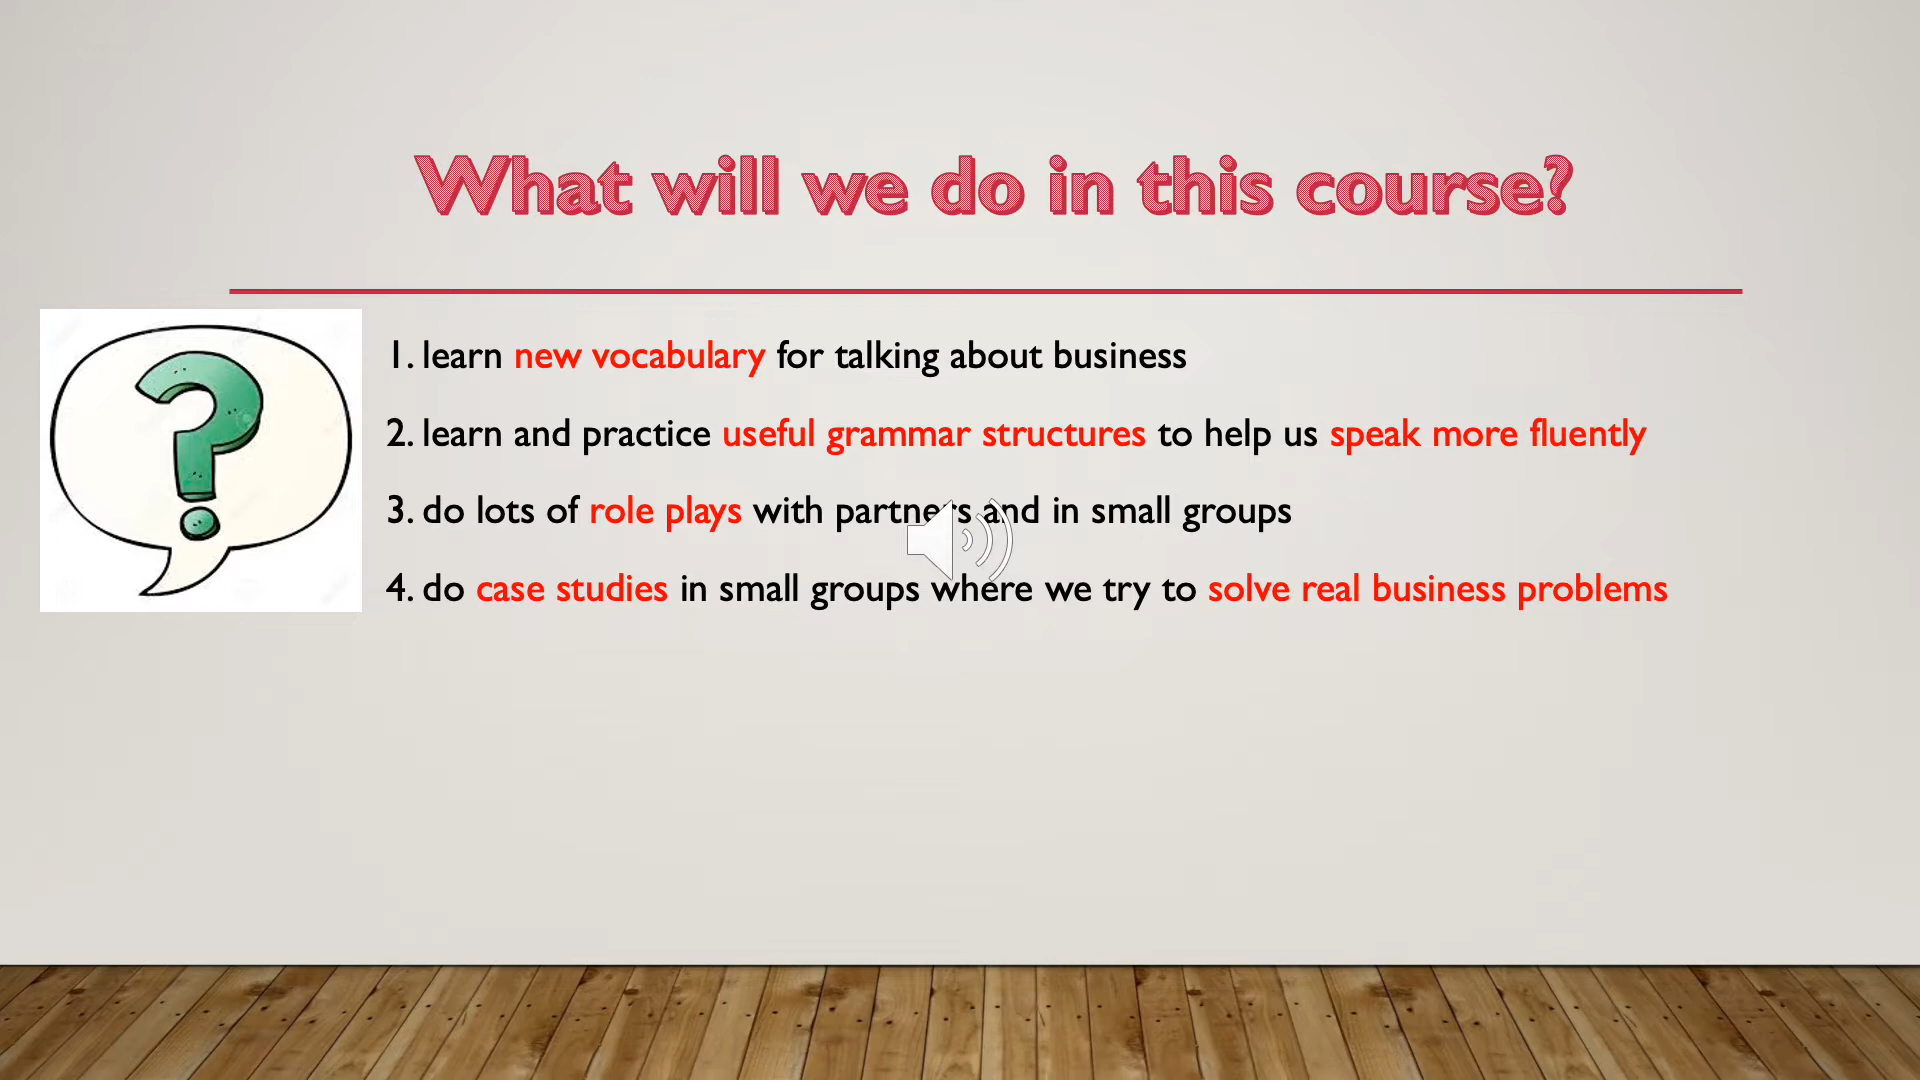 What will we do in this course?
1. learn new vocabulary for talking about business
2. learn and practice useful grammar structures to help us speak more fluently
3. do lots of role plays with partners and in small groups
4. do case studies in small groups where we try to solve real business problems